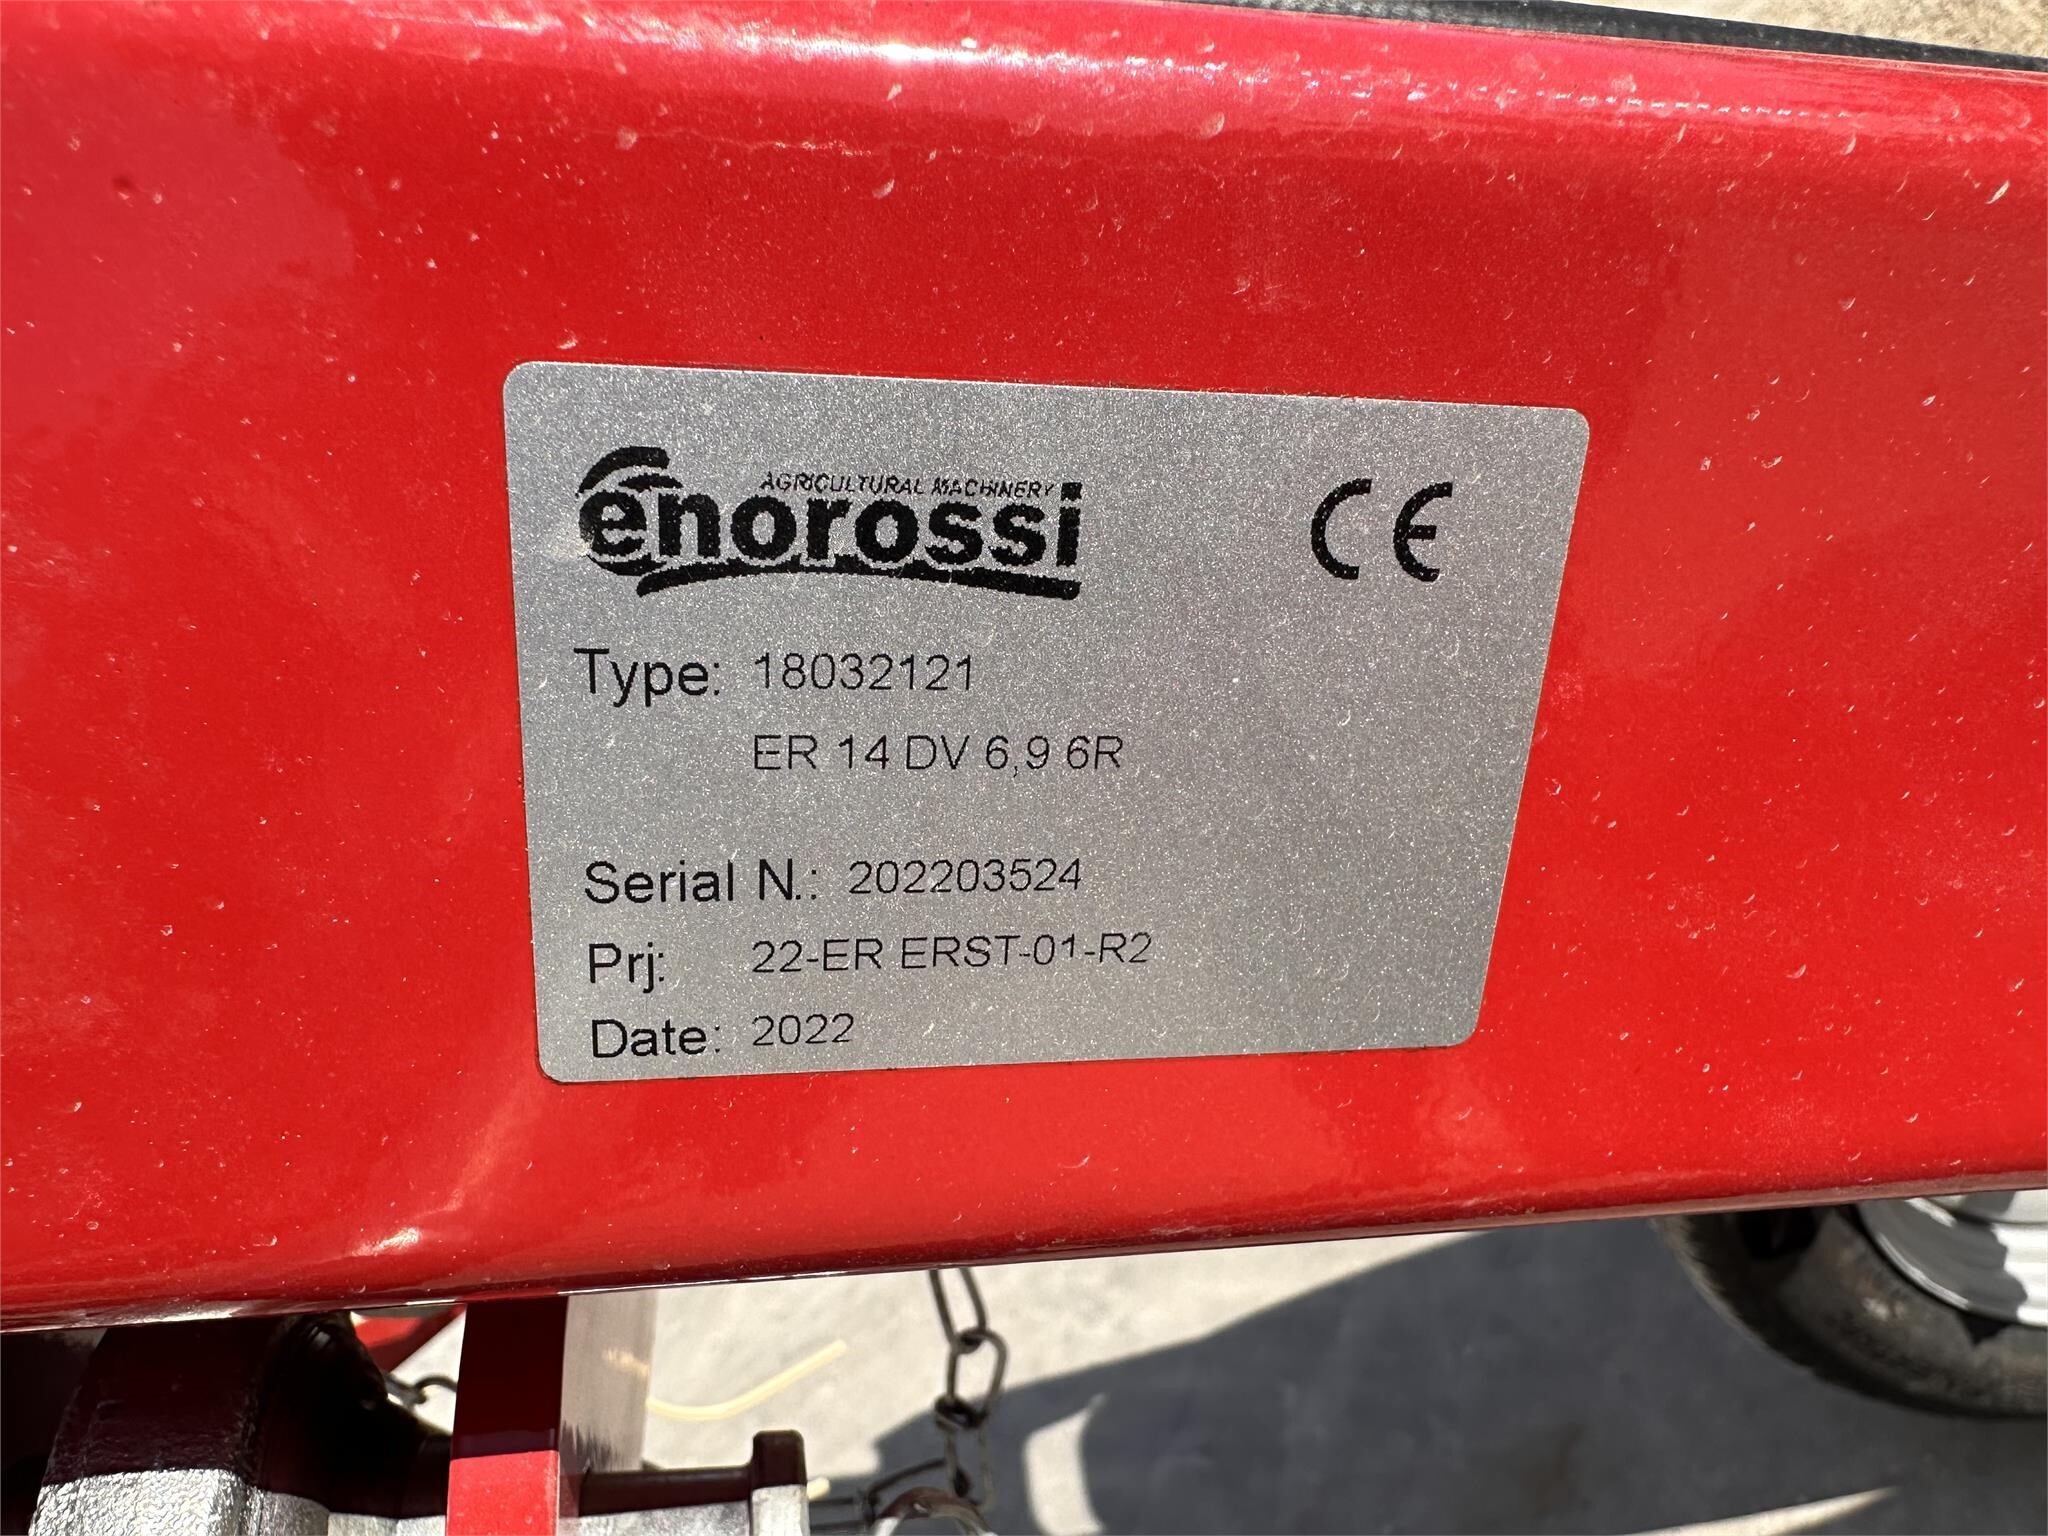 AGRICULTURAL MACHINERY
enorossi
CE
Type: 18032121
ER 14 DV 6,9 6R
Serial N.: 202203524
Prj: 22-ER ERST-01-R2
Date: 2022